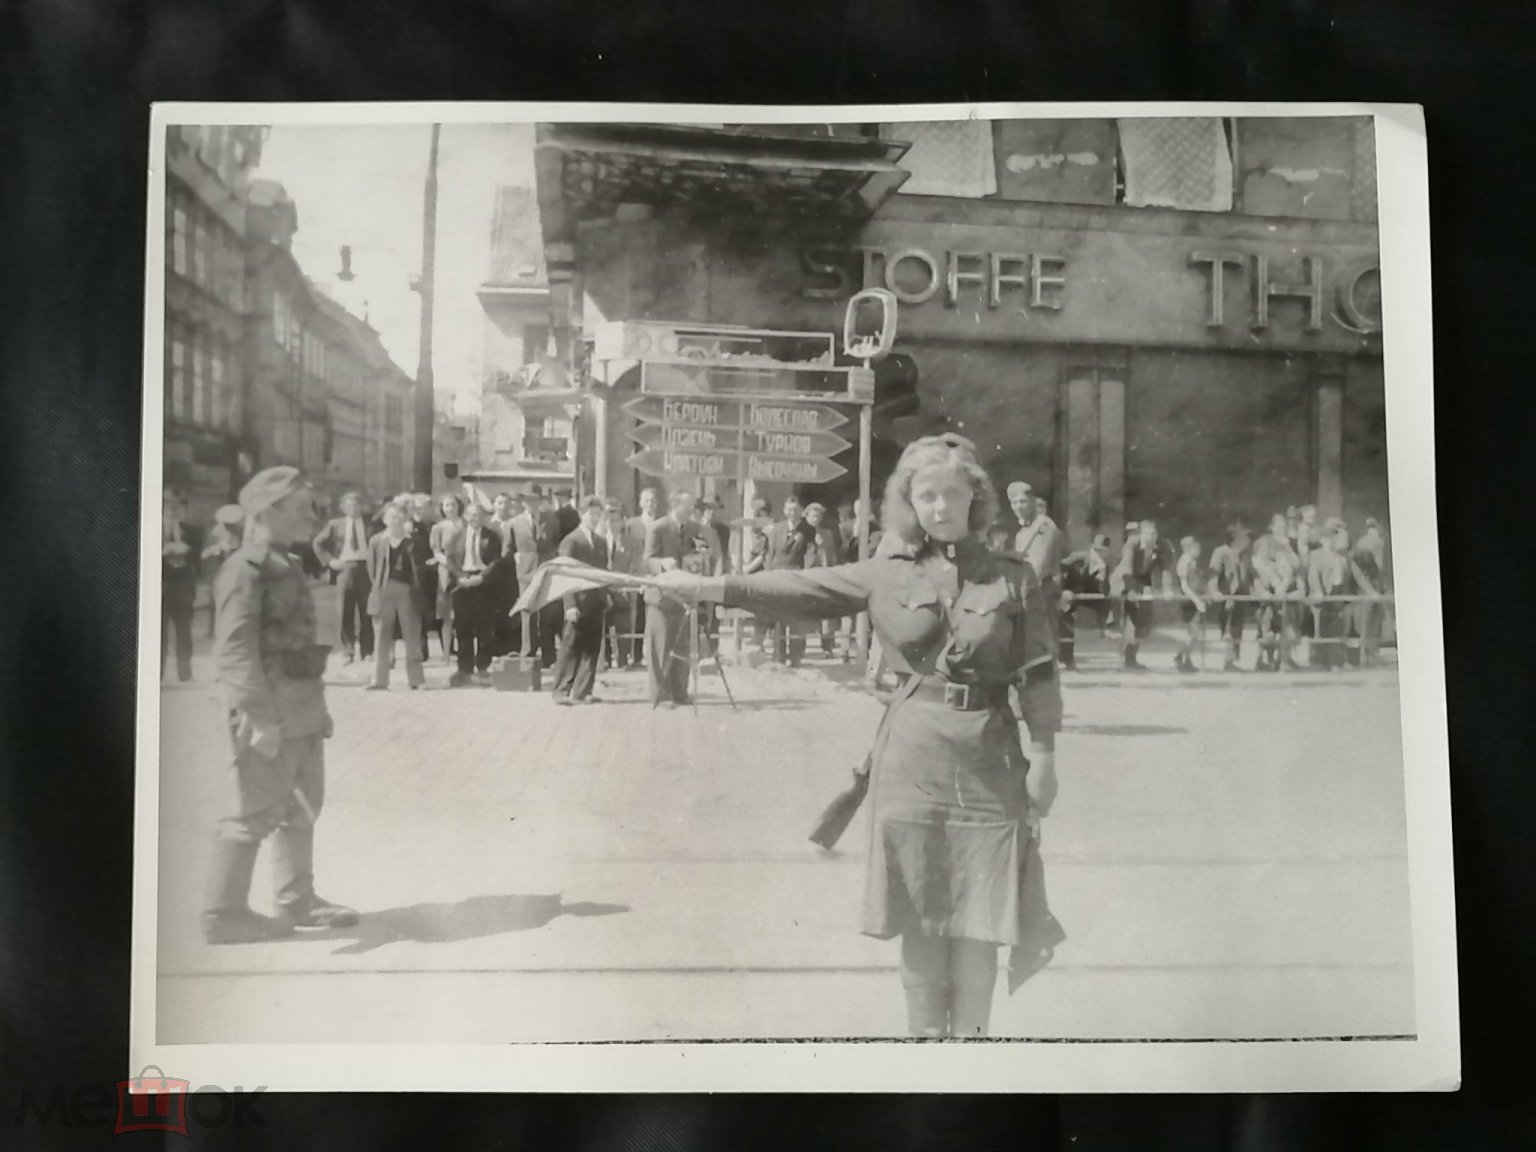 STOFFE THO
БЕРОУН БОЛЕСЛАВ
ПЛЗЕНЬ ТУРНОВ
КЛАТОВИ ВЫСОЧАНЫ
мешок